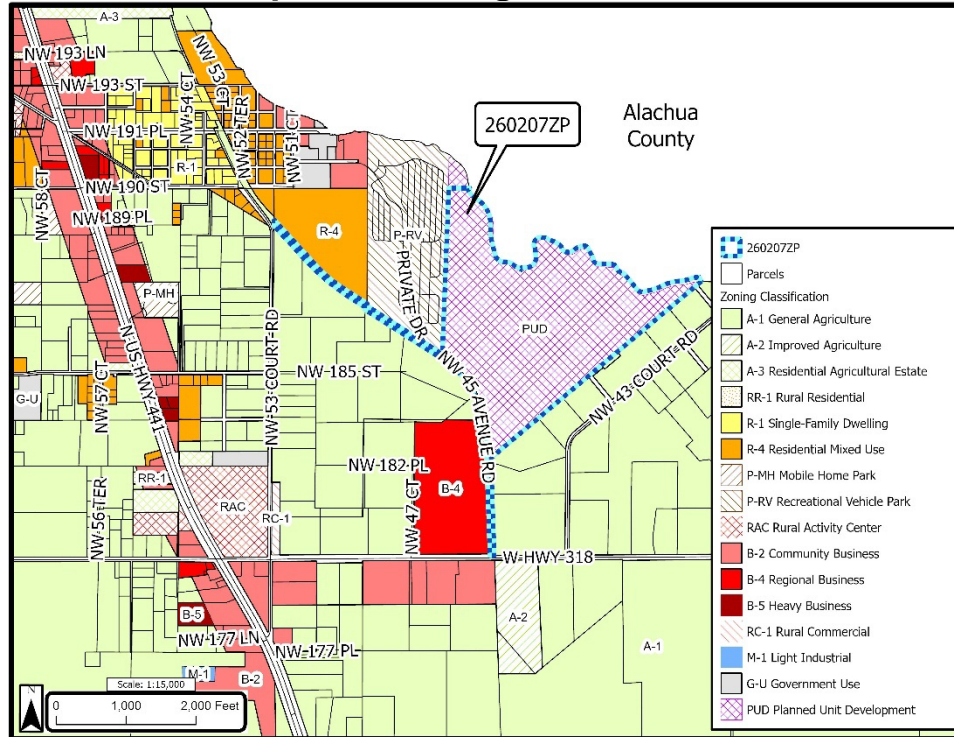 A-3
NW 193 LN
NW 193 ST
NW 54 CT
NW 53 CT
NW 52 TER
NW 51 CT
NW 191 PL
R-1
NW 190 ST
NW 58 CT
NW 189 PL
260207ZP
Alachua
County
R-4
P-RV
PRIVATE DR
P-MH
PUD
N US HWY 441
NW 53 COURT RD
NW 185 ST
NW 45 AVENUE RD
NW 43 COURT RD
G-U
NW 57 CT
NW 182 PL
NW 47 CT
B-4
RR-1
NW 56 TER
RAC
RC-1
W HWY 318
B-5
NW 177 LN
NW 177 PL
M-1
B-2
A-2
A-1
260207ZP
Parcels
Zoning Classification
A-1 General Agriculture
A-2 Improved Agriculture
A-3 Residential Agricultural Estate
RR-1 Rural Residential
R-1 Single-Family Dwelling
R-4 Residential Mixed Use
P-MH Mobile Home Park
P-RV Recreational Vehicle Park
RAC Rural Activity Center
B-2 Community Business
B-4 Regional Business
B-5 Heavy Business
RC-1 Rural Commercial
M-1 Light Industrial
G-U Government Use
PUD Planned Unit Development
N
Scale: 1:15,000
0 1,000 2,000 Feet